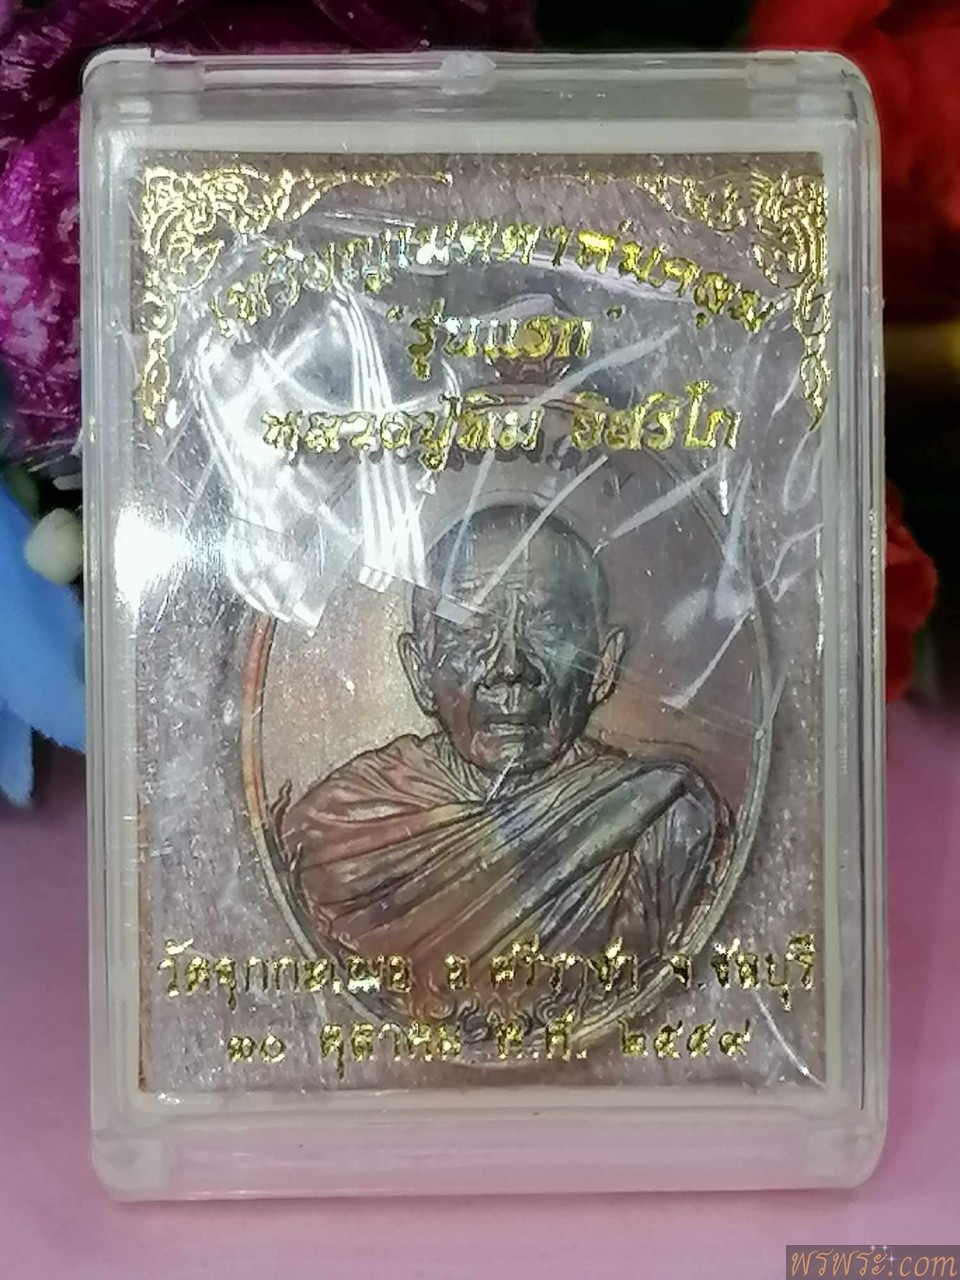 เหรียญเมตตาสมาคุณ
"รุ่นแรก"
หลวงปู่ทิม อิสริโก
วัดจุกกะเฌอ อ.ศรีราชา จ.ชลบุรี
๓๐ ตุลาคม พ.ศ. ๒๕๕๙
พรพระ.com